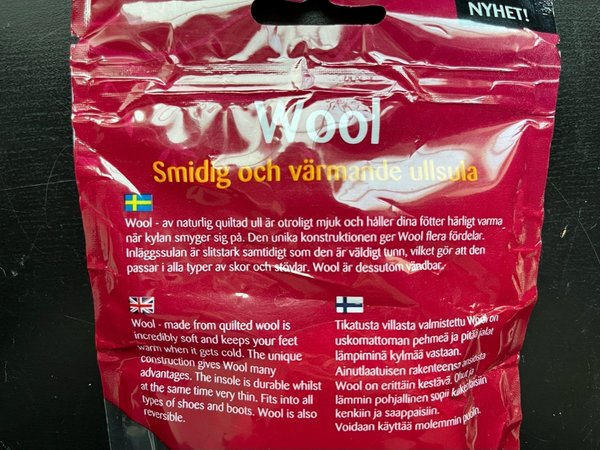 NYHET!
Wool
Smidig och värmande ullsula
Wool - av naturlig quiltad ull är otroligt mjuk och håller dina fötter härligt varma
när kylan smyger sig på. Den unika konstruktionen ger Wool flera fördelar.
Inläggssulan är slitstark samtidigt som den är väldigt tunn, vilket gör att den
passar i alla typer av skor och stövlar. Wool är dessutom vändbar.
Wool - made from quilted wool is
incredibly soft and keeps your feet
warm when it gets cold. The unique
construction gives Wool many
advantages. The insole is durable whilst
at the same time very thin. Fits into all
types of shoes and boots. Wool is also
reversible.
Tikatusta villasta valmistettu Wool on
uskomattoman pehmeä ja pitää jalat
lämpiminä kylmää vastaan.
Ainutlaatuisen rakenteensa ansiosta
Wool on erittäin kestävä. Ohut ja
lämmin pohjallinen sopii kaikentaisiin
kenkiin ja saappaisiin.
Voidaan käyttää molemmin puolin.